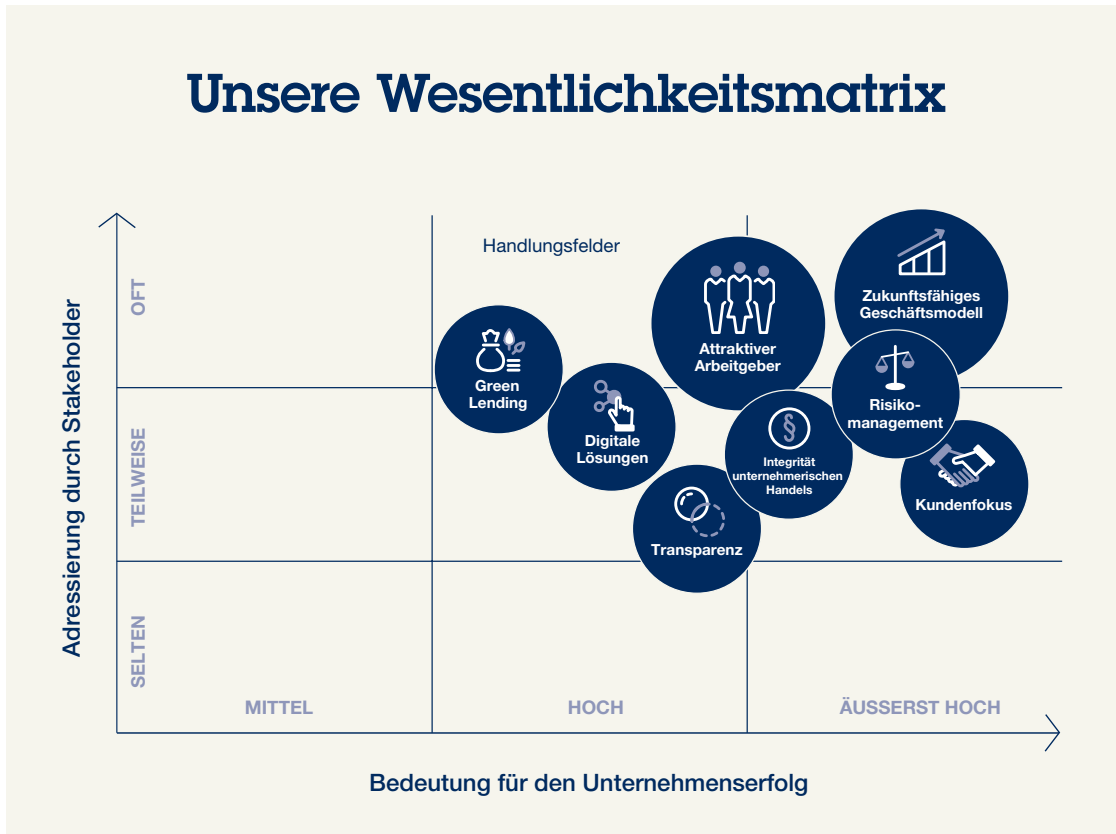 Unsere Wesentlichkeitsmatrix
Handlungsfelder
Adressierung durch Stakeholder
OFT
TEILWEISE
SELTEN
Zukunftsfähiges
Geschäftsmodell
Attraktiver
Arbeitgeber
Green
Lending
Risiko-
management
Digitale
Lösungen
§
Integrität
unternehmerischen
Handels
Kundenfokus
Transparenz
MITTEL
HOCH
ÄUSSERST HOCH
Bedeutung für den Unternehmenserfolg